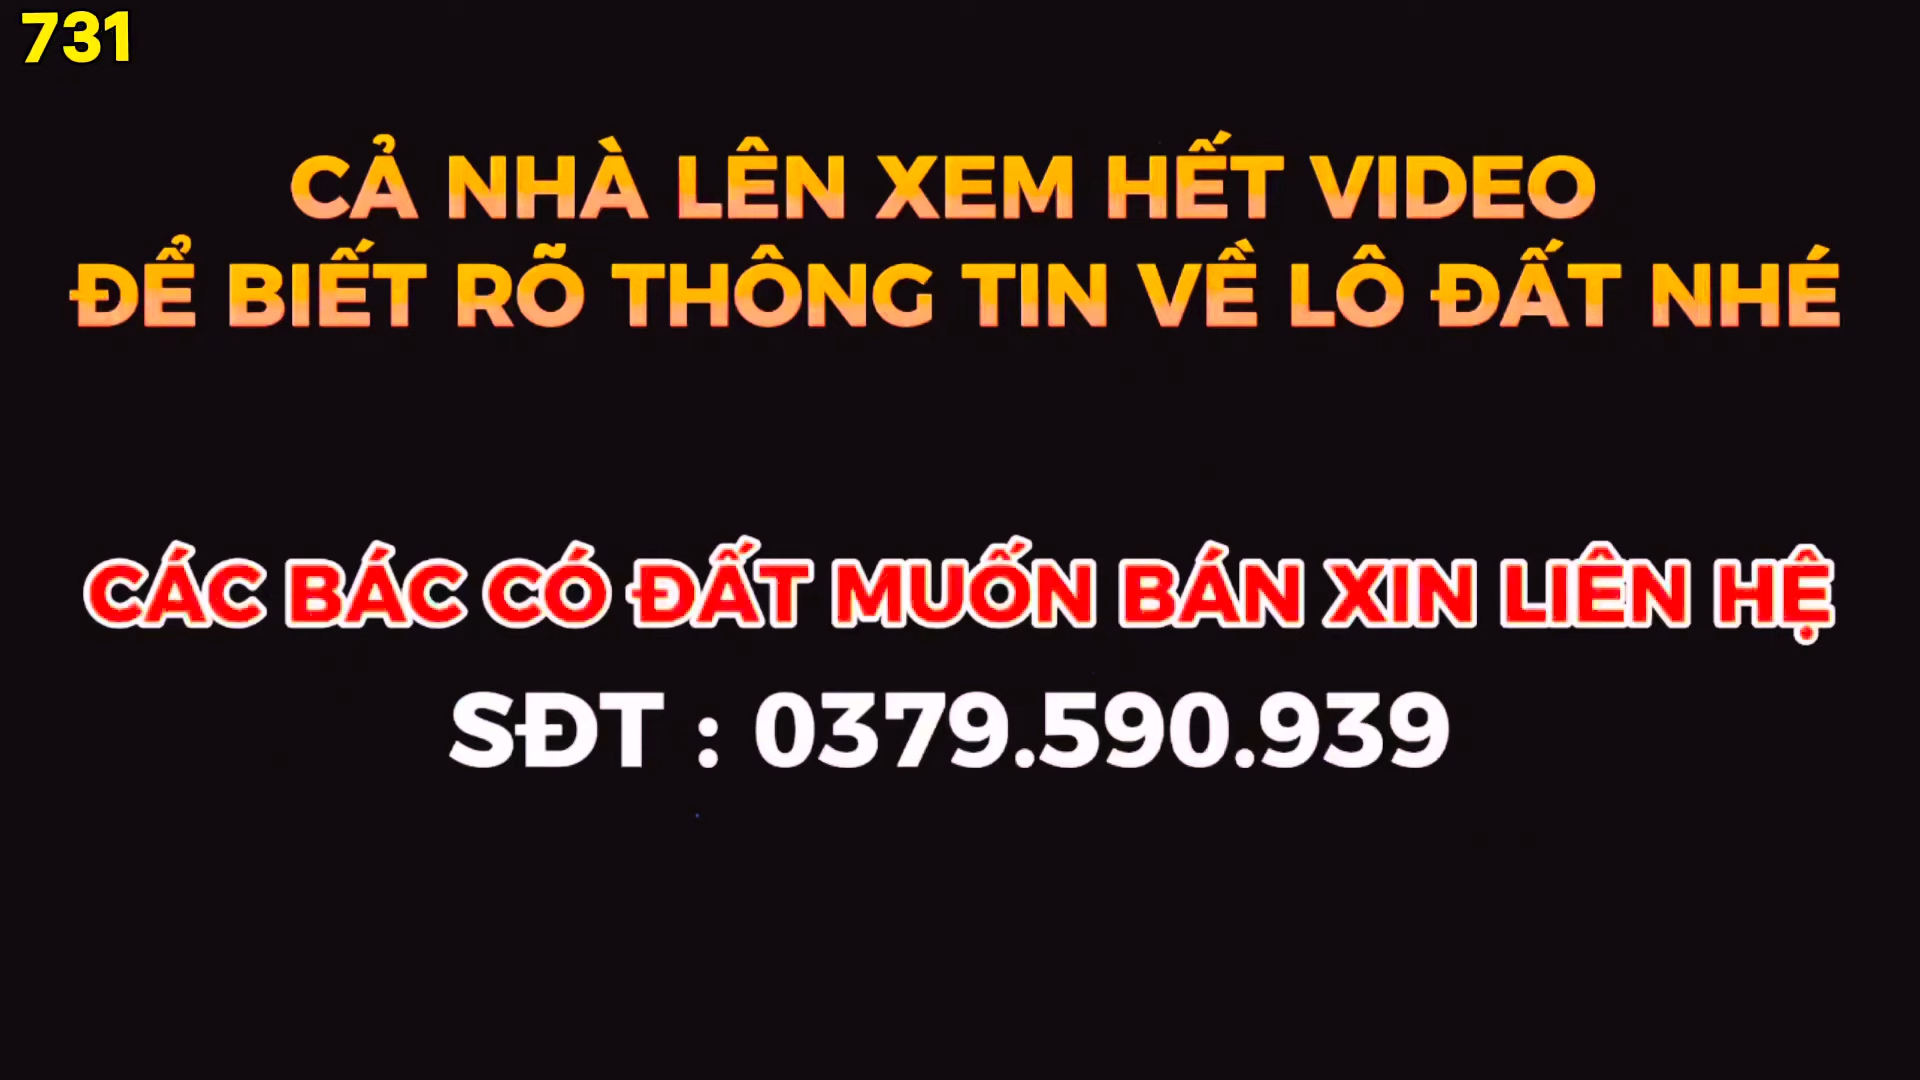 731
CẢ NHÀ LÊN XEM HẾT VIDEO
ĐỂ BIẾT RÕ THÔNG TIN VỀ LÔ ĐẤT NHÉ
CÁC BÁC CÓ ĐẤT MUỐN BÁN XIN LIÊN HỆ
SĐT : 0379.590.939